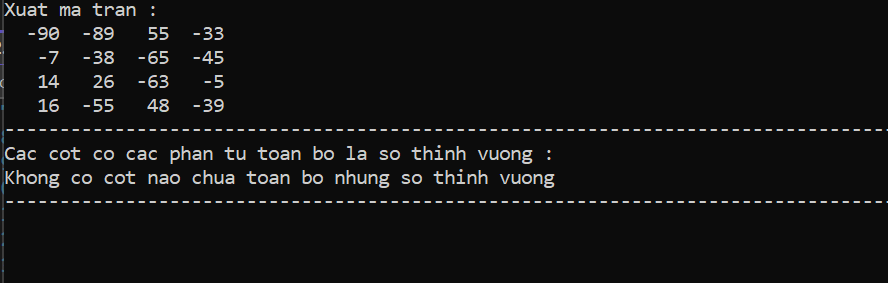 Xuat ma tran :
-90 -89 55 -33
-7 -38 -65 -45
14 26 -63 -5
16 -55 48 -39
--------------------------------------------------------------------------------
Cac cot co cac phan tu toan bo la so thinh vuong :
Khong co cot nao chua toan bo nhung so thinh vuong
--------------------------------------------------------------------------------